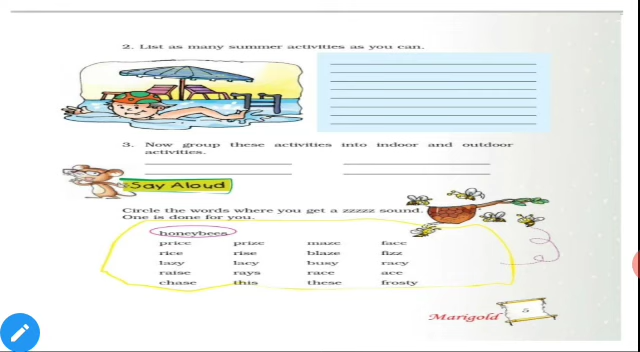 2. List as many summer activities as you can.
3. Now group these activities into indoor and outdoor
activities.
Say Aloud
Circle the words where you get a zzzzz sound.
One is done for you.
honeybees
price prize maze face
rice rise blaze fizz
lazy lacy busy racy
raise rays race ace
chase this these frosty
Marigold 5